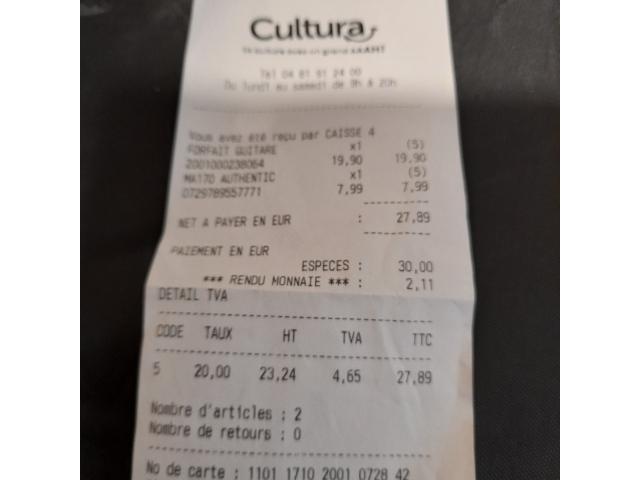 Cultura
Tel 04 81 91 24 00
Du lundi au samedi de 9h à 20h
Vous avez été reçu par CAISSE 4
FORFAIT GUITARE x1 (5)
2001000238064 19,90 19,90
MA170 AUTHENTIC x1 (5)
0729789557771 7,99 7,99
NET A PAYER EN EUR : 27,89
PAIEMENT EN EUR
ESPECES : 30,00
*** RENDU MONNAIE *** : 2,11
DETAIL TVA
CODE TAUX HT TVA TTC
5 20,00 23,24 4,65 27,89
Nombre d'articles : 2
Nombre de retours : 0
No de carte : 1101 1710 2001 0728 42